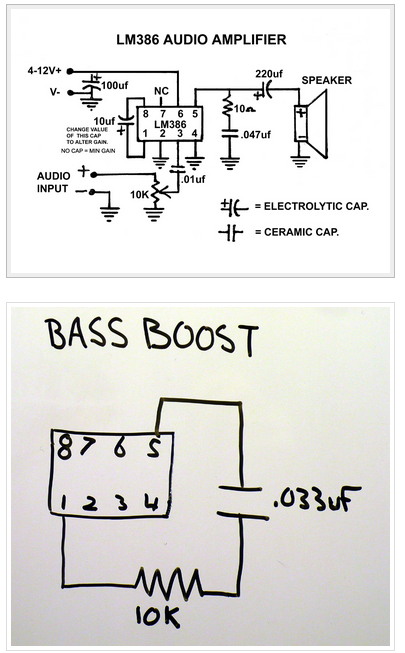 LM386 AUDIO AMPLIFIER
4-12V+
V-
100uf
NC
220uf
SPEAKER
8 7 6 5
LM386
1 2 3 4
10uf
10Ω
.047uf
CHANGE VALUE
OF THIS CAP
TO ALTER GAIN.
NO CAP = MIN GAIN
.01uf
AUDIO
INPUT
+
−
10K
= ELECTROLYTIC CAP.
= CERAMIC CAP.
BASS BOOST
8 7 6 5
1 2 3 4
.033uF
10K